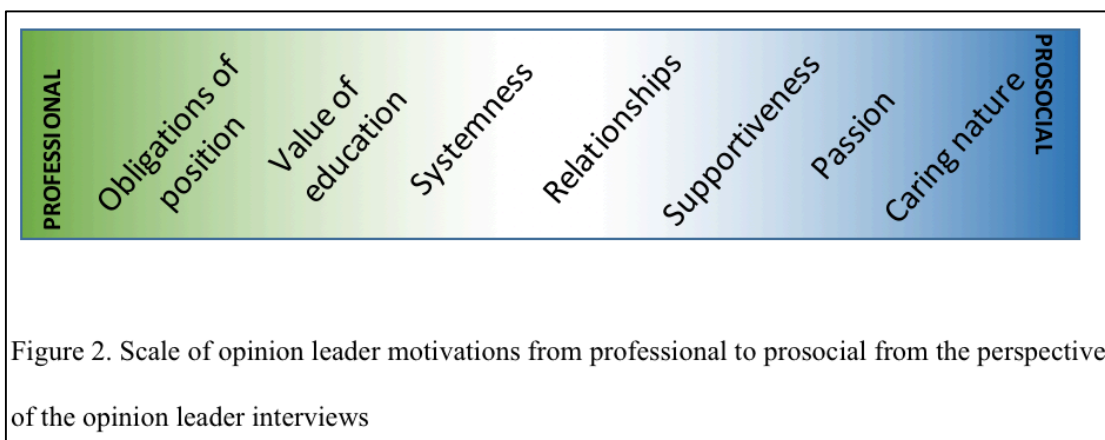 PROFESSIONAL
Obligations of
position
Value of
education
Systemness
Relationships
Supportiveness
Passion
Caring nature
PROSOCIAL
Figure 2. Scale of opinion leader motivations from professional to prosocial from the perspective
of the opinion leader interviews